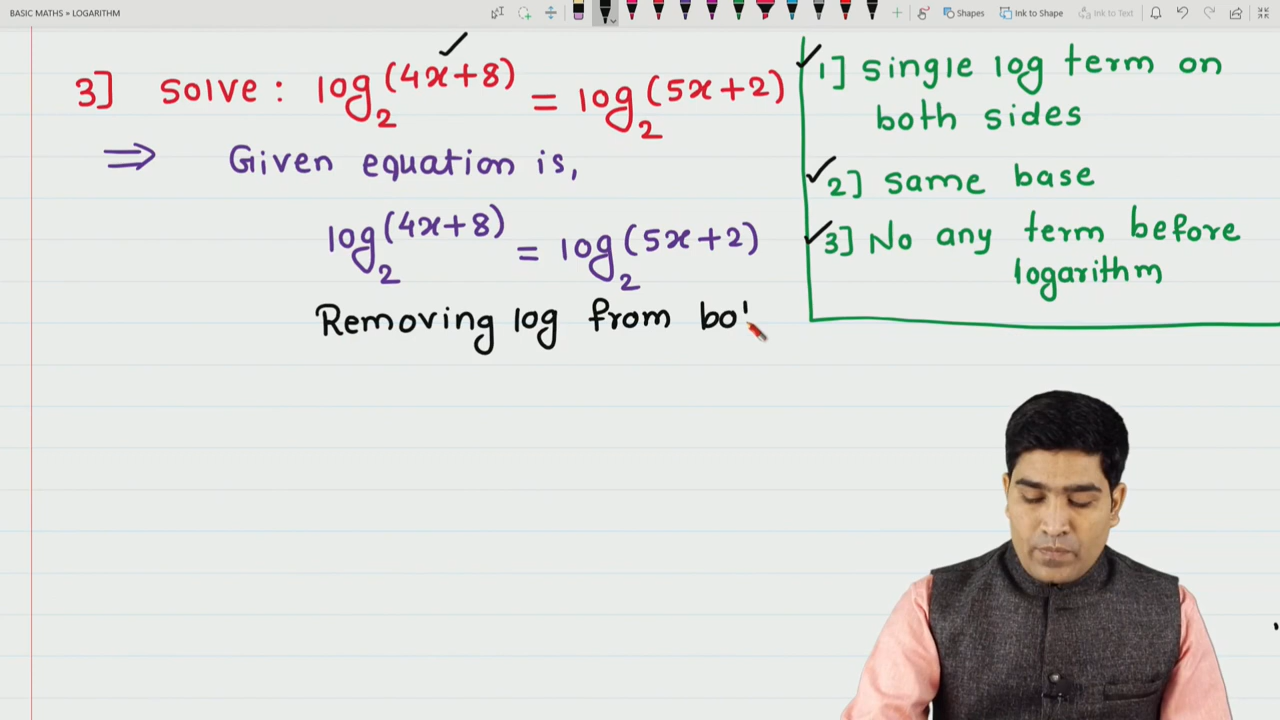 BASIC MATHS » LOGARITHM
Shapes
Ink to Shape
Ink to Text
3] solve : log₂(4x+8) = log₂(5x+2)
⇒ Given equation is,
log₂(4x+8) = log₂(5x+2)
Removing log from bo
1] single log term on
both sides
2] same base
3] No any term before
logarithm